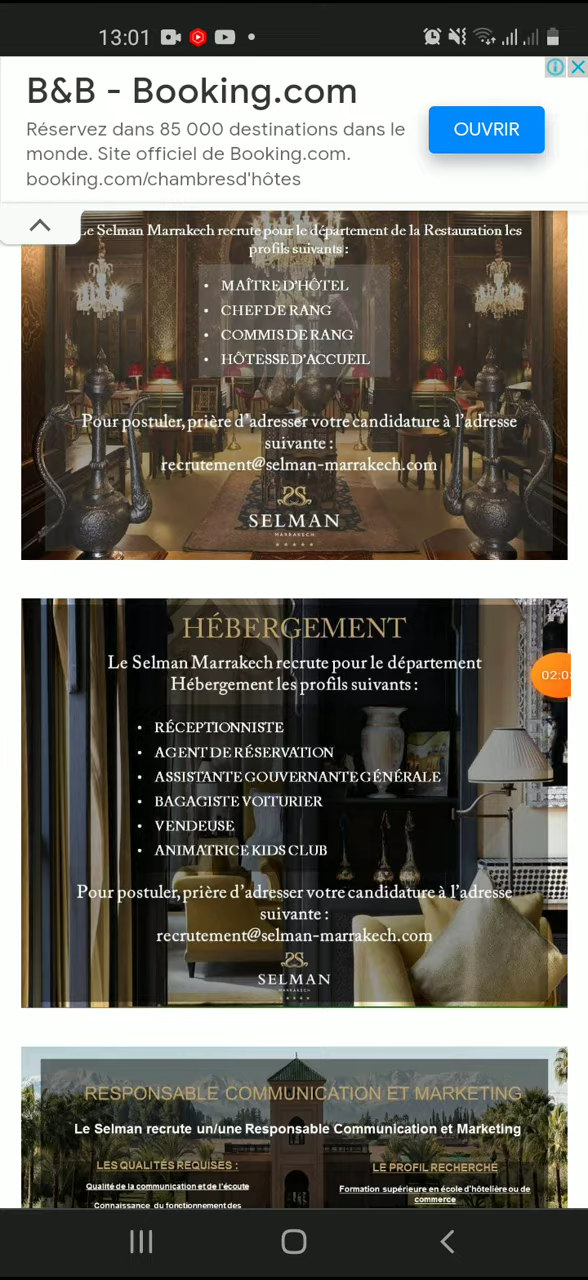 13:01
B&B - Booking.com
Réservez dans 85 000 destinations dans le
monde. Site officiel de Booking.com.
booking.com/chambresd'hôtes
OUVRIR
Le Selman Marrakech recrute pour le département de la Restauration les
profils suivants :
• MAÎTRE D'HÔTEL
• CHEF DE RANG
• COMMIS DE RANG
• HÔTESSE D'ACCUEIL
Pour postuler, prière d'adresser votre candidature à l'adresse
suivante :
recrutement@selman-marrakech.com
SELMAN
MARRAKECH
HÉBERGEMENT
Le Selman Marrakech recrute pour le département
Hébergement les profils suivants :
• RÉCEPTIONNISTE
• AGENT DE RÉSERVATION
• ASSISTANTE GOUVERNANTE GÉNÉRALE
• BAGAGISTE VOITURIER
• VENDEUSE
• ANIMATRICE KIDS CLUB
Pour postuler, prière d'adresser votre candidature à l'adresse
suivante :
recrutement@selman-marrakech.com
SELMAN
MARRAKECH
RESPONSABLE COMMUNICATION ET MARKETING
Le Selman recrute un/une Responsable Communication et Marketing
LES QUALITÉS REQUISES :
Qualité de la communication et de l'écoute
Connaissance du fonctionnement des
LE PROFIL RECHERCHÉ
Formation supérieure en école d'hôtelière ou de
commerce